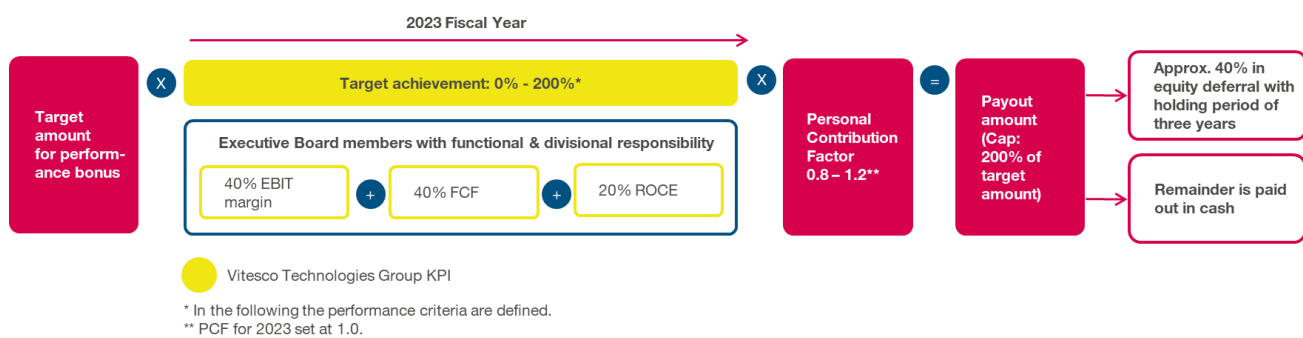 2023 Fiscal Year
Target
amount
for perform-
ance bonus
X
Target achievement: 0% - 200%*
Executive Board members with functional & divisional responsibility
40% EBIT
margin
+
40% FCF
+
20% ROCE
X
Personal
Contribution
Factor
0.8 – 1.2**
=
Payout
amount
(Cap:
200% of
target
amount)
Approx. 40% in
equity deferral with
holding period of
three years
Remainder is paid
out in cash
Vitesco Technologies Group KPI
* In the following the performance criteria are defined.
** PCF for 2023 set at 1.0.